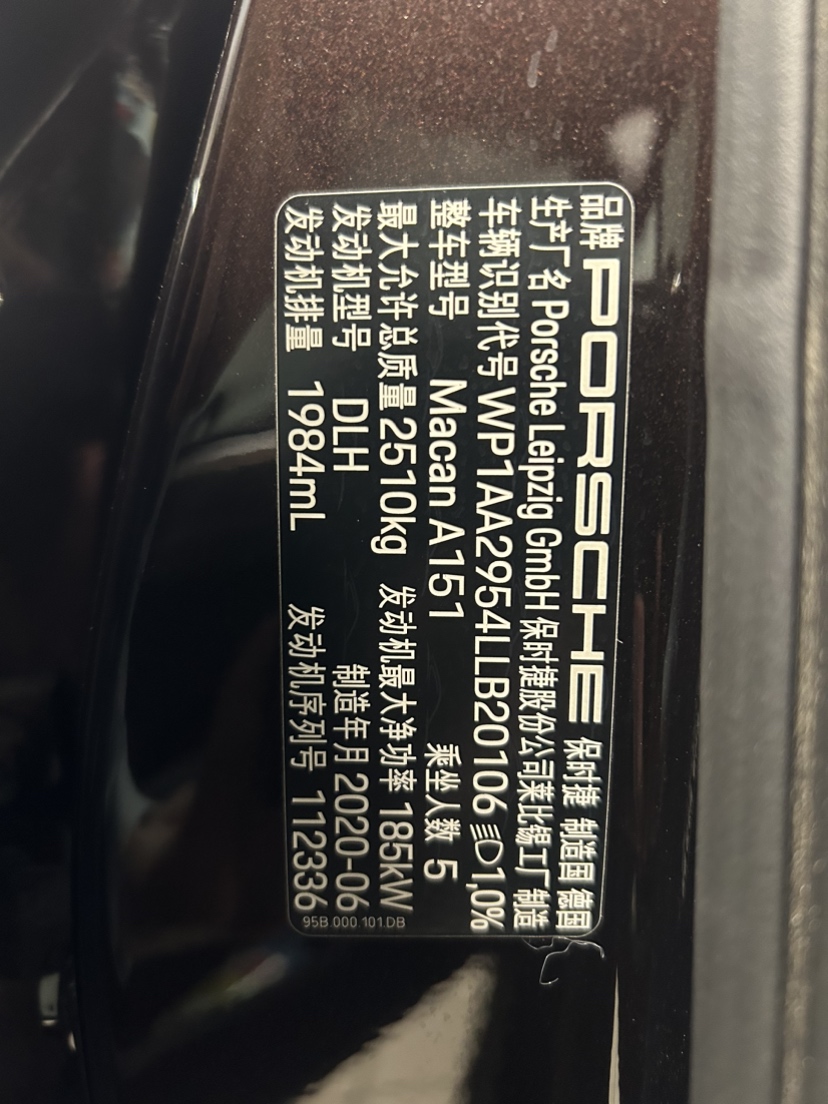 品牌 PORSCHE 保时捷 制造国 德国
生产厂名 Porsche Leipzig GmbH 保时捷股份公司莱比锡工厂 制造
车辆识别代号 WP1AA2954LLB20106 1,0%
整车型号 Macan A151 乘坐人数 5
最大允许总质量 2510kg 发动机最大净功率 185kW
发动机型号 DLH 制造年月 2020-06
发动机排量 1984mL 发动机序列号 112336
95B.000.101.DB